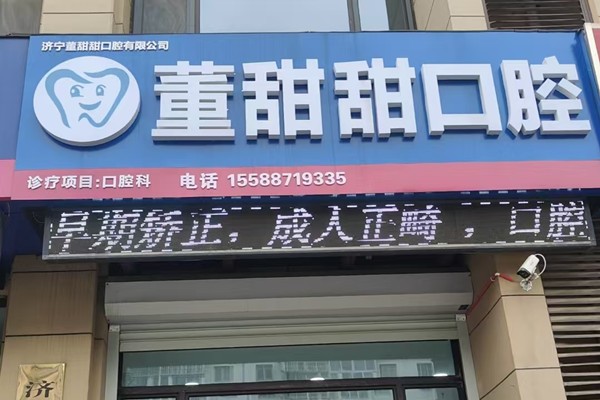 济宁董甜甜口腔有限公司
董甜甜口腔
诊疗项目:口腔科 电话 15588719335
早期矫正，成人正畸，口腔
济